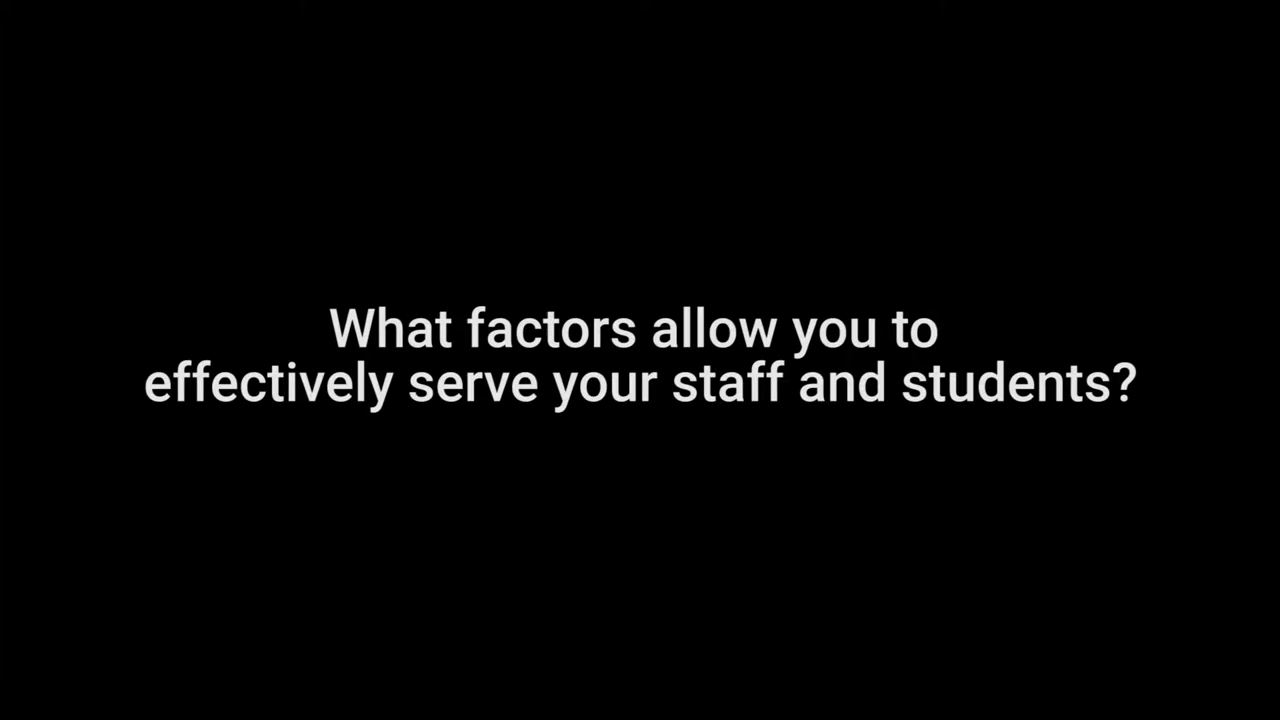 What factors allow you to
effectively serve your staff and students?